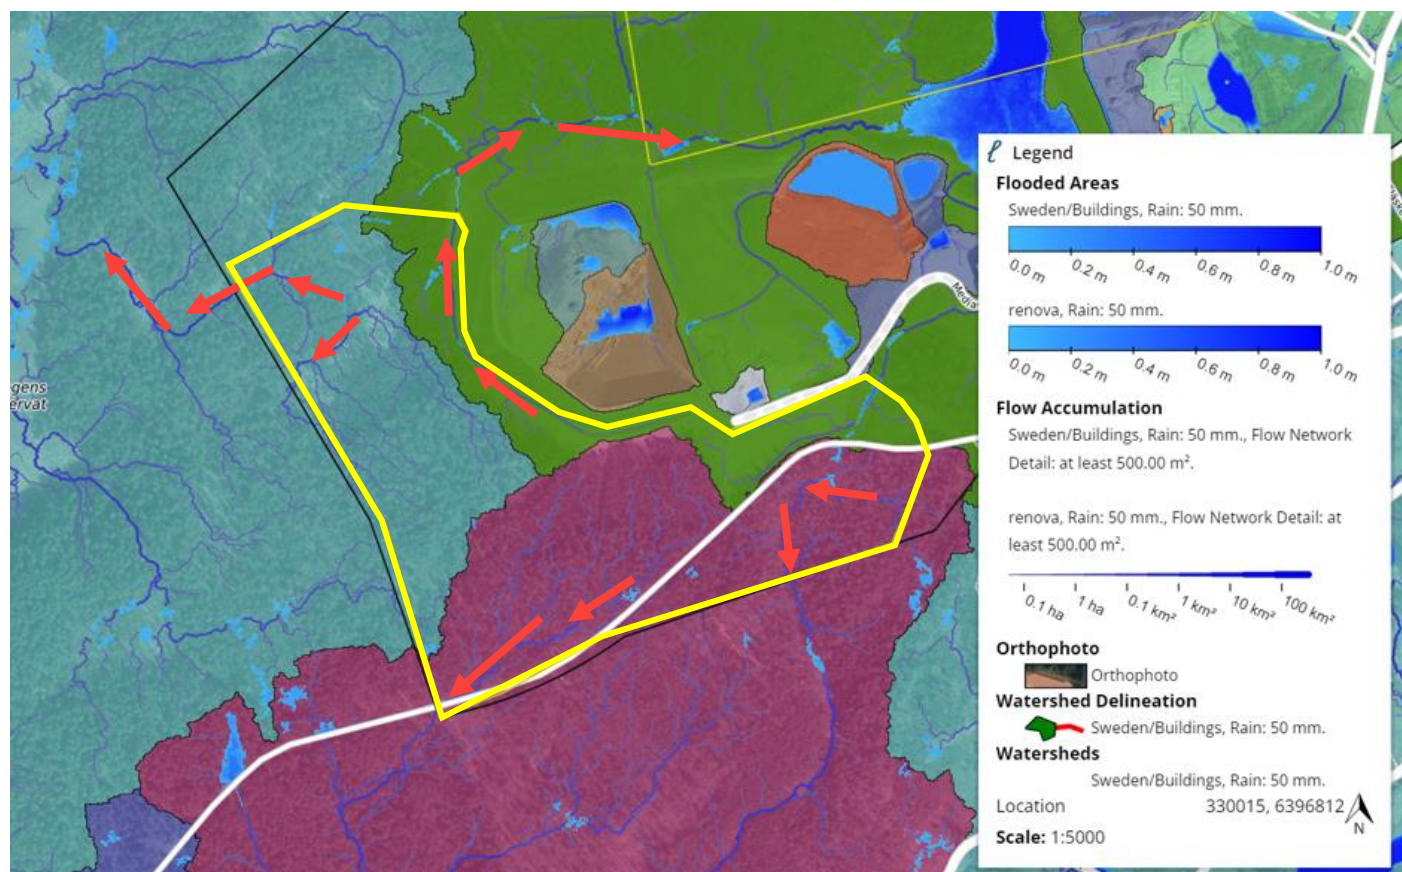 Legend
Flooded Areas
Sweden/Buildings, Rain: 50 mm.
0.0 m 0.2 m 0.4 m 0.6 m 0.8 m 1.0 m
renova, Rain: 50 mm.
0.0 m 0.2 m 0.4 m 0.6 m 0.8 m 1.0 m
Flow Accumulation
Sweden/Buildings, Rain: 50 mm., Flow Network
Detail: at least 500.00 m².
renova, Rain: 50 mm., Flow Network Detail: at
least 500.00 m².
0.1 ha 1 ha 0.1 km² 1 km² 10 km² 100 km²
Orthophoto
Orthophoto
Watershed Delineation
Sweden/Buildings, Rain: 50 mm.
Watersheds
Sweden/Buildings, Rain: 50 mm.
Location 330015, 6396812
N
Scale: 1:5000
Media
gens
ervat